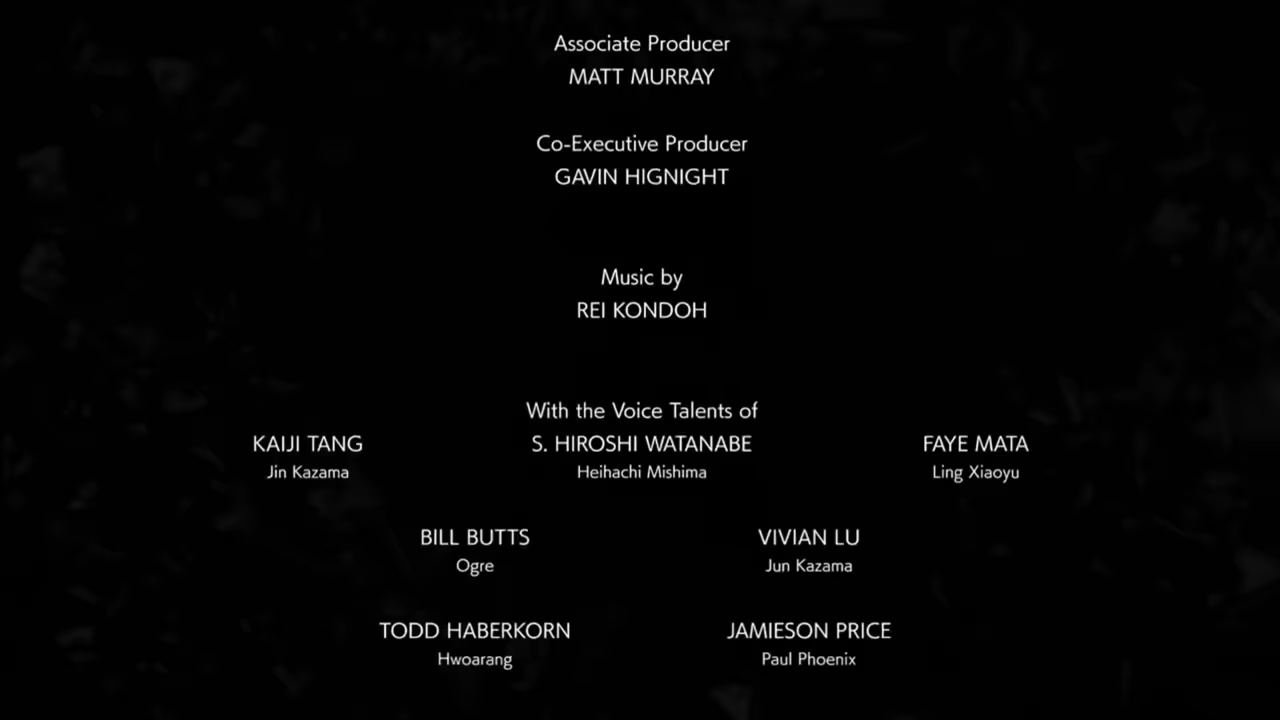 Associate Producer
MATT MURRAY
Co-Executive Producer
GAVIN HIGNIGHT
Music by
REI KONDOH
With the Voice Talents of
KAIJI TANG S. HIROSHI WATANABE FAYE MATA
Jin Kazama Heihachi Mishima Ling Xiaoyu
BILL BUTTS VIVIAN LU
Ogre Jun Kazama
TODD HABERKORN JAMIESON PRICE
Hwoarang Paul Phoenix